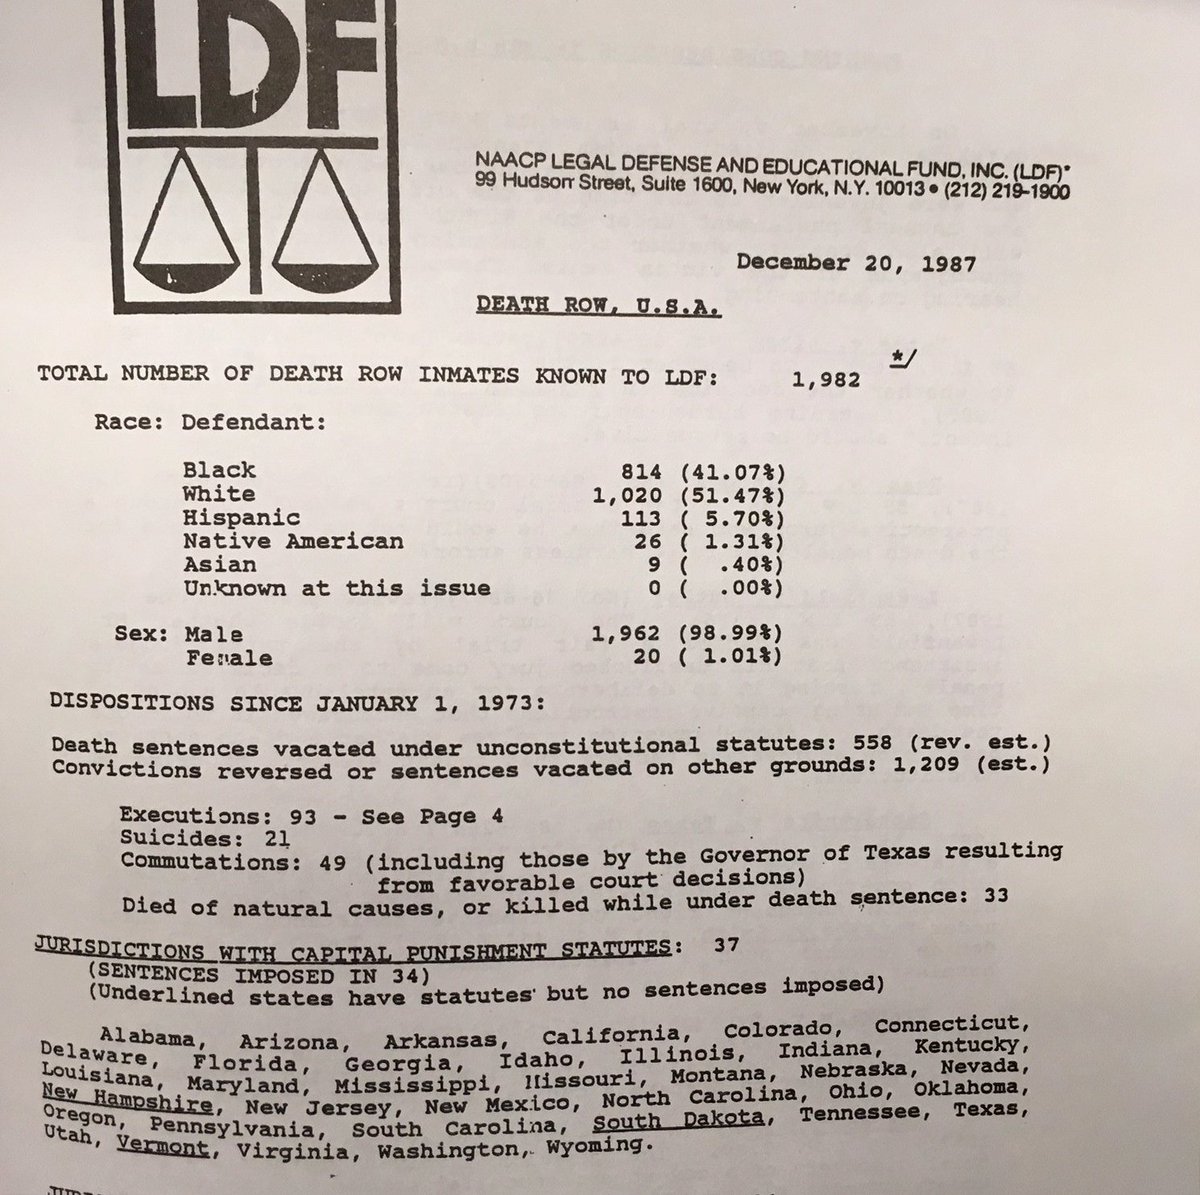 LDF
NAACP LEGAL DEFENSE AND EDUCATIONAL FUND, INC. (LDF)*
99 Hudson Street, Suite 1600, New York, N.Y. 10013 • (212) 219-1900
December 20, 1987
DEATH ROW, U.S.A.
TOTAL NUMBER OF DEATH ROW INMATES KNOWN TO LDF: 1,982 */
Race: Defendant:
Black 814 (41.07%)
White 1,020 (51.47%)
Hispanic 113 ( 5.70%)
Native American 26 ( 1.31%)
Asian 9 ( .40%)
Unknown at this issue 0 ( .00%)
Sex: Male 1,962 (98.99%)
Female 20 ( 1.01%)
DISPOSITIONS SINCE JANUARY 1, 1973:
Death sentences vacated under unconstitutional statutes: 558 (rev. est.)
Convictions reversed or sentences vacated on other grounds: 1,209 (est.)
Executions: 93 - See Page 4
Suicides: 21
Commutations: 49 (including those by the Governor of Texas resulting
from favorable court decisions)
Died of natural causes, or killed while under death sentence: 33
JURISDICTIONS WITH CAPITAL PUNISHMENT STATUTES: 37
(SENTENCES IMPOSED IN 34)
(Underlined states have statutes but no sentences imposed)
Alabama, Arizona, Arkansas, California, Colorado, Connecticut,
Delaware, Florida, Georgia, Idaho, Illinois, Indiana, Kentucky,
Louisiana, Maryland, Mississippi, Missouri, Montana, Nebraska, Nevada,
New Hampshire, New Jersey, New Mexico, North Carolina, Ohio, Oklahoma,
Oregon, Pennsylvania, South Carolina, South Dakota, Tennessee, Texas,
Utah, Vermont, Virginia, Washington, Wyoming.